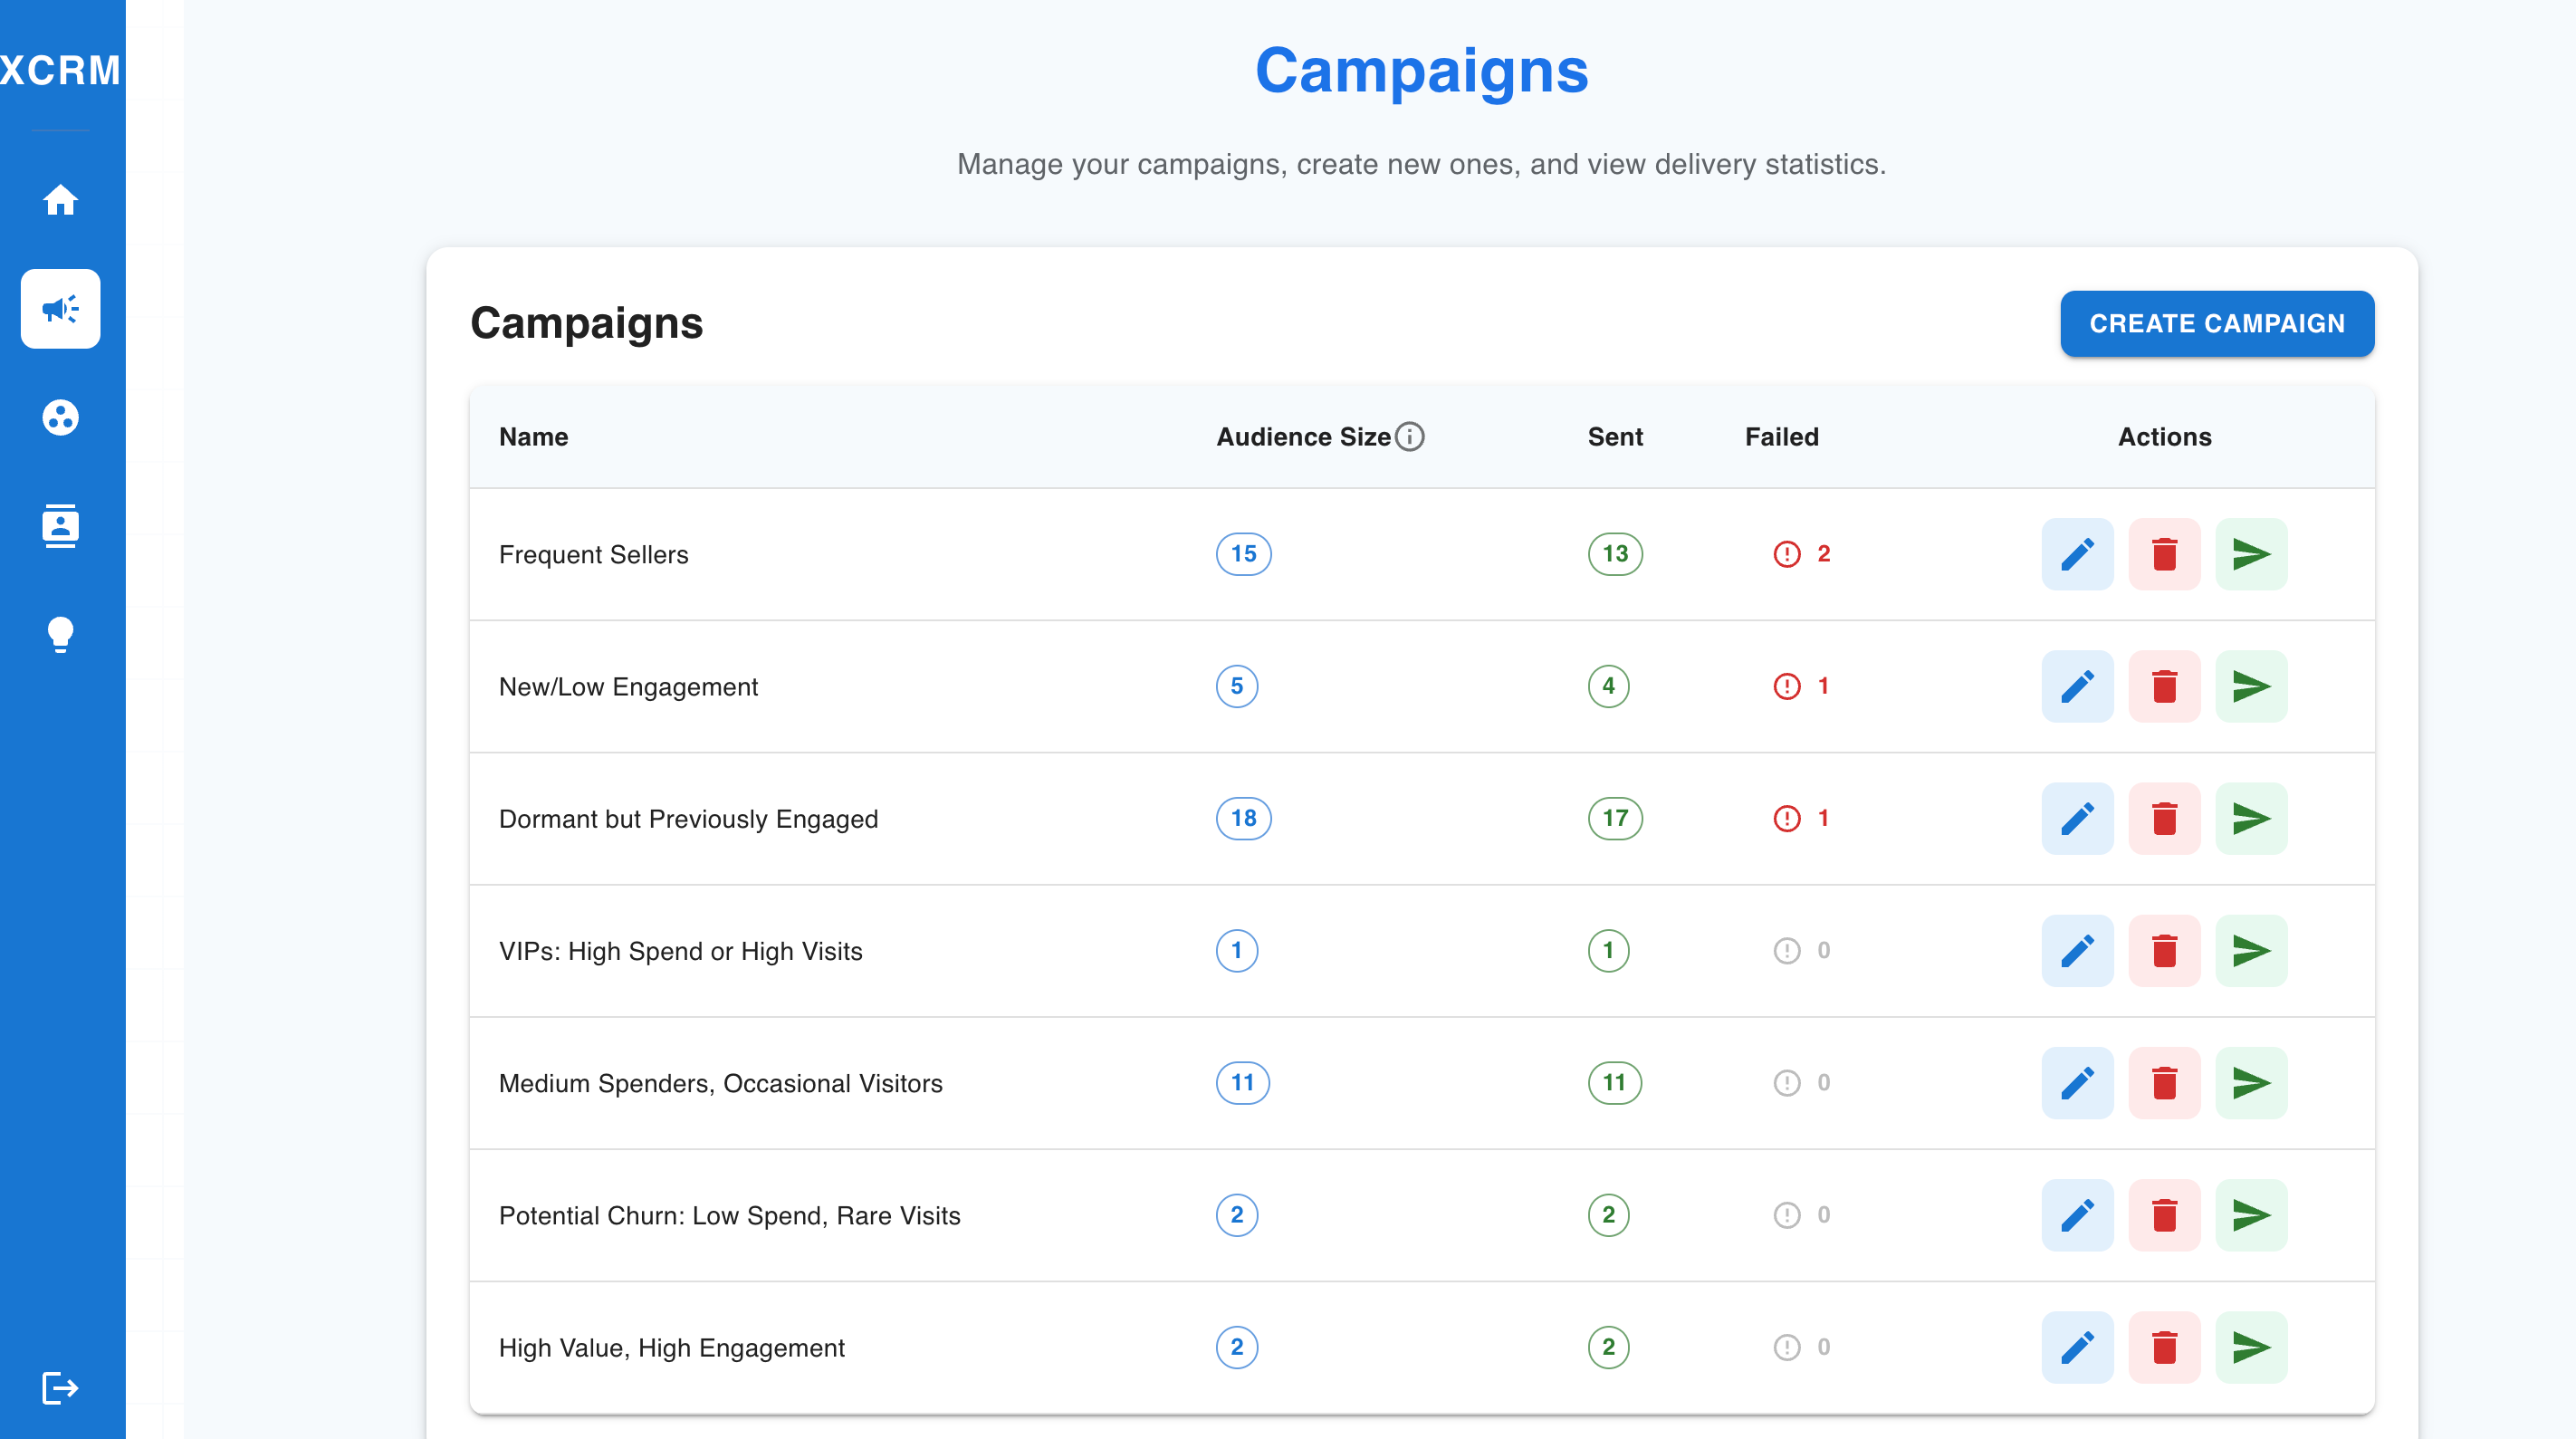 XCRM
Campaigns
Manage your campaigns, create new ones, and view delivery statistics.
Campaigns
CREATE CAMPAIGN
Name Audience Size Sent Failed Actions
Frequent Sellers 15 13 2
New/Low Engagement 5 4 1
Dormant but Previously Engaged 18 17 1
VIPs: High Spend or High Visits 1 1 0
Medium Spenders, Occasional Visitors 11 11 0
Potential Churn: Low Spend, Rare Visits 2 2 0
High Value, High Engagement 2 2 0